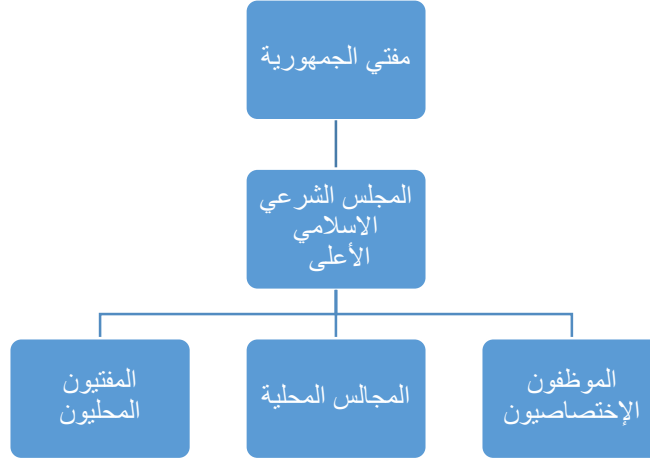 مفتي الجمهورية
المجلس الشرعي
الاسلامي
الأعلى
الموظفون
الإختصاصيون
المجالس المحلية
المفتيون
المحليون